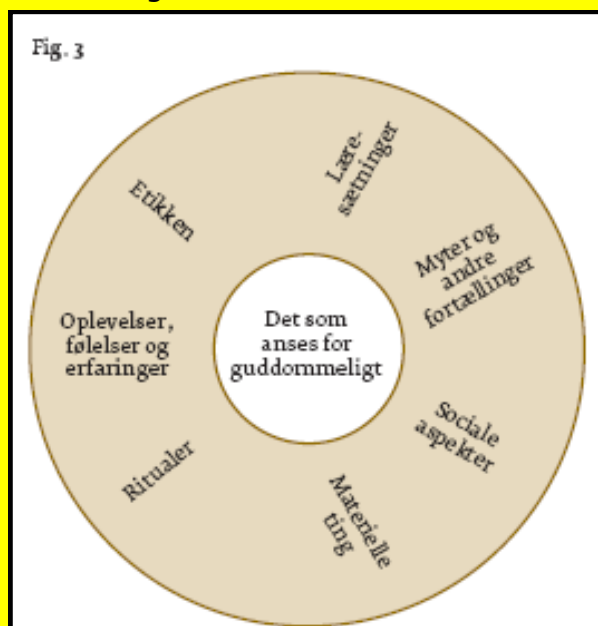 Fig. 3
Lære-
sætninger
Myter og
andre
fortællinger
Sociale
aspekter
Materielle
ting
Ritualer
Oplevelser,
følelser og
erfaringer
Etikken
Det som
anses for
guddommeligt